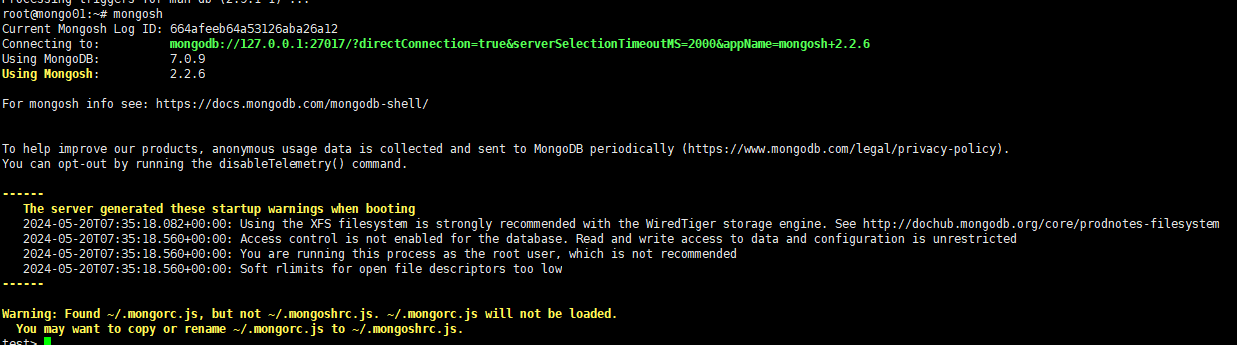 Processing triggers for man-db (2.9.1-1) ...
root@mongo01:~# mongosh
Current Mongosh Log ID: 664afeeb64a53126aba26a12
Connecting to:          mongodb://127.0.0.1:27017/?directConnection=true&serverSelectionTimeoutMS=2000&appName=mongosh+2.2.6
Using MongoDB:          7.0.9
Using Mongosh:          2.2.6
For mongosh info see: https://docs.mongodb.com/mongodb-shell/
To help improve our products, anonymous usage data is collected and sent to MongoDB periodically (https://www.mongodb.com/legal/privacy-policy).
You can opt-out by running the disableTelemetry() command.
------
   The server generated these startup warnings when booting
   2024-05-20T07:35:18.082+00:00: Using the XFS filesystem is strongly recommended with the WiredTiger storage engine. See http://dochub.mongodb.org/core/prodnotes-filesystem
   2024-05-20T07:35:18.560+00:00: Access control is not enabled for the database. Read and write access to data and configuration is unrestricted
   2024-05-20T07:35:18.560+00:00: You are running this process as the root user, which is not recommended
   2024-05-20T07:35:18.560+00:00: Soft rlimits for open file descriptors too low
------
Warning: Found ~/.mongorc.js, but not ~/.mongoshrc.js. ~/.mongorc.js will not be loaded.
  You may want to copy or rename ~/.mongorc.js to ~/.mongoshrc.js.
test>